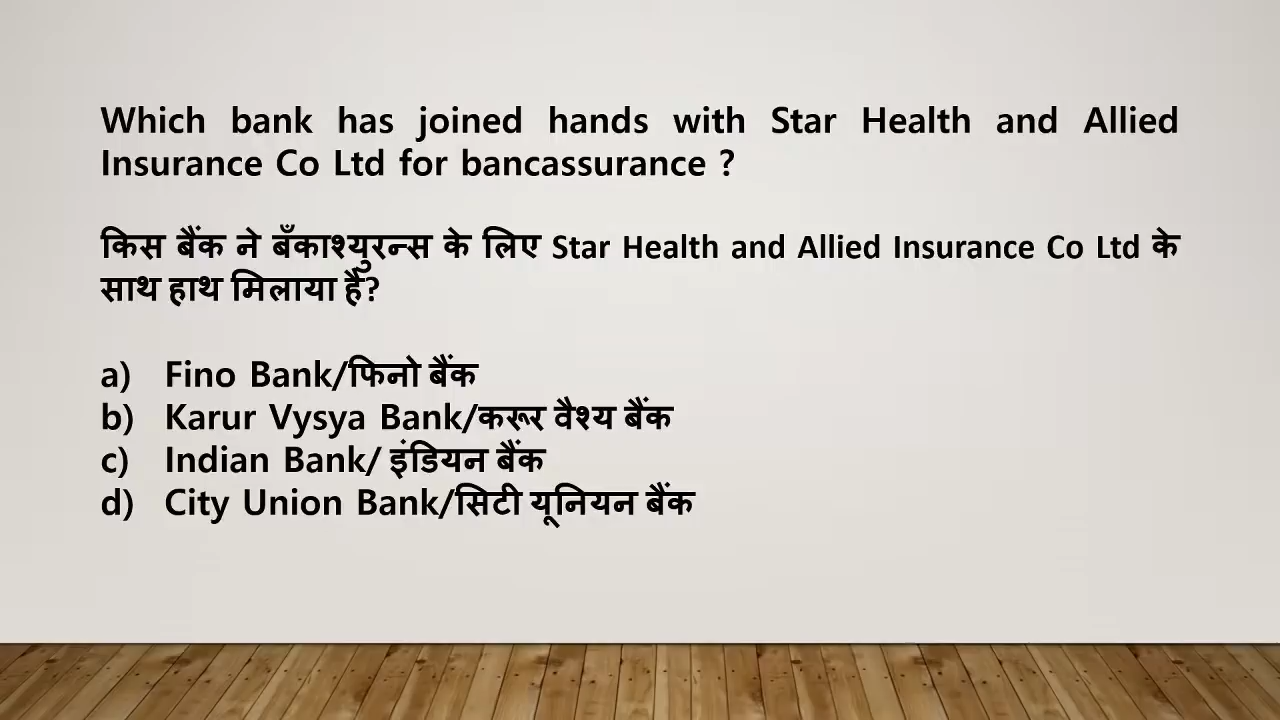 Which bank has joined hands with Star Health and Allied
Insurance Co Ltd for bancassurance ?
किस बैंक ने बँकाश्युरन्स के लिए Star Health and Allied Insurance Co Ltd के
साथ हाथ मिलाया है?
a) Fino Bank/फिनो बैंक
b) Karur Vysya Bank/करूर वैश्य बैंक
c) Indian Bank/ इंडियन बैंक
d) City Union Bank/सिटी यूनियन बैंक